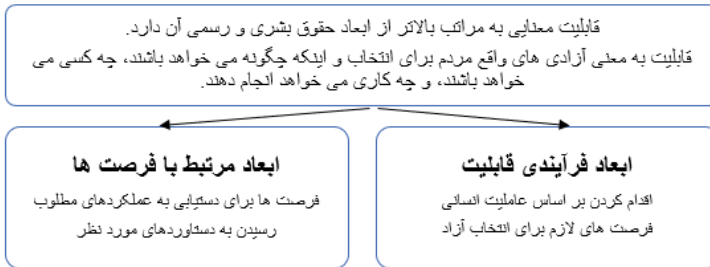 قابلیت معنایی به مراتب بالاتر از ابعاد حقوق بشری و رسمی آن دارد.
قابلیت به معنی آزادی های واقع مردم برای انتخاب و اینکه چگونه می خواهد باشند، چه کسی می
خواهد باشند، و چه کاری می خواهد انجام دهند.
ابعاد فرآیندی قابلیت
اقدام کردن بر اساس عاملیت انسانی
فرصت های لازم برای انتخاب آزاد
ابعاد مرتبط با فرصت ها
فرصت ها برای دستیابی به عملکردهای مطلوب
رسیدن به دستاوردهای مورد نظر